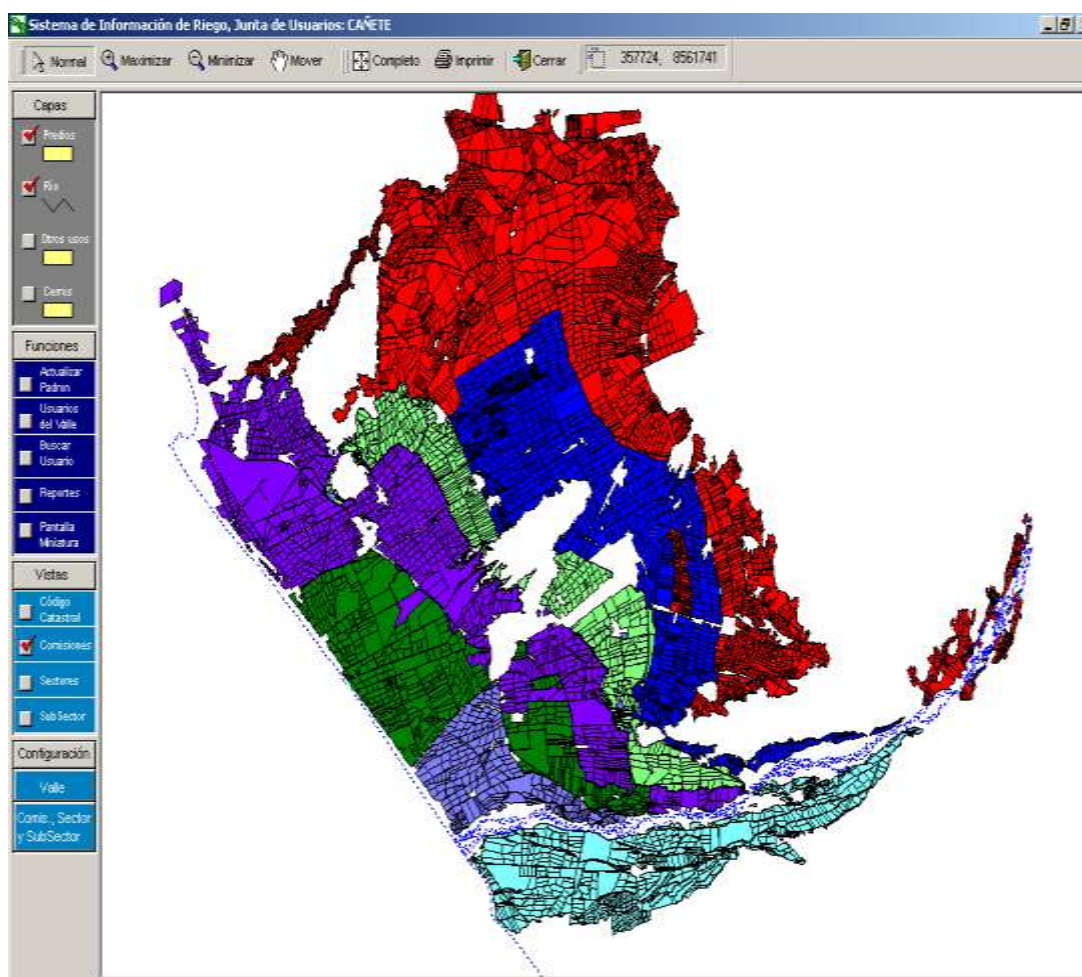 Sistema de Información de Riego, Junta de Usuarios: CAÑETE
Normal Maximizar Minimizar Mover Completo Imprimir Cerrar 357724, 8561741
Capas
Predios
Rio
Otros usos
Cerros
Funciones
Actualizar
Padron
Usuarios
del Valle
Buscar
Usuario
Reportes
Pantalla
Miniatura
Vistas
Código
Catastral
Comisiones
Sectores
SubSector
Configuración
Valle
Comis., Sector
y SubSector